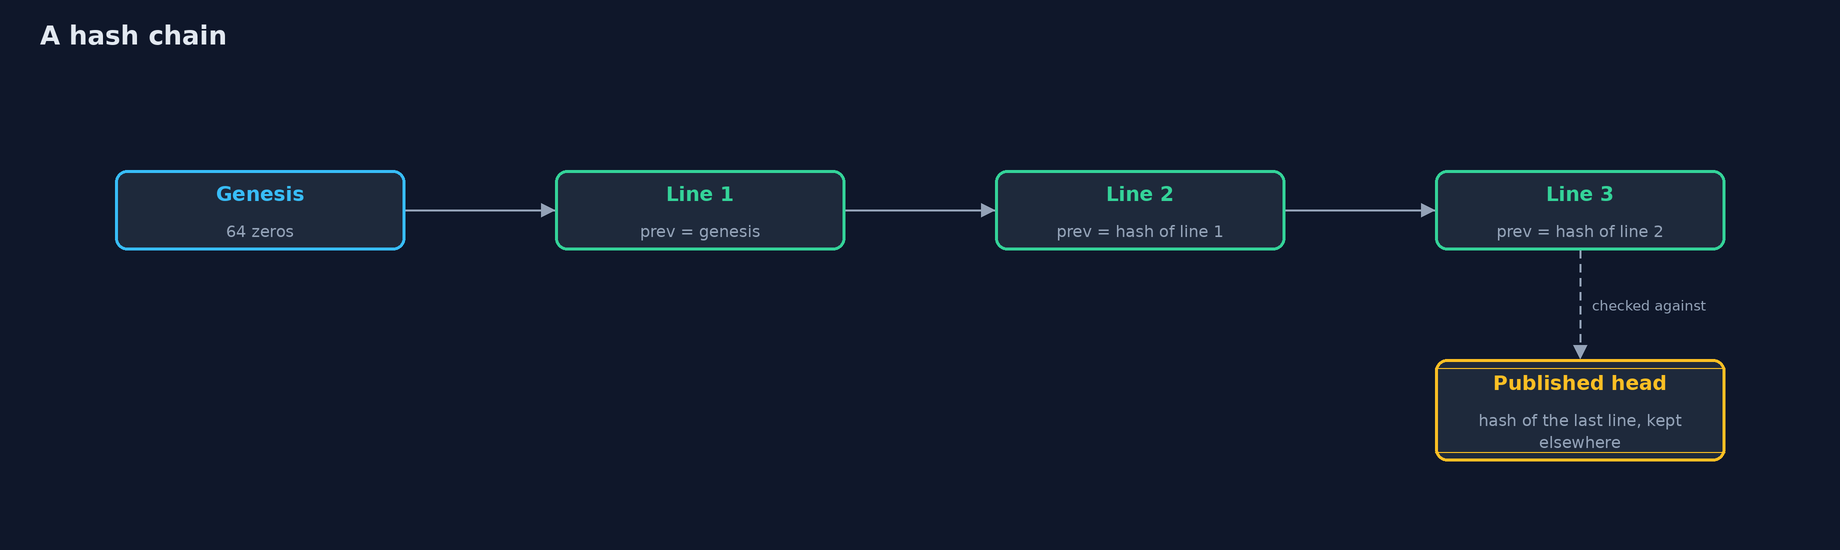 A hash chain
Genesis
64 zeros
Line 1
prev = genesis
Line 2
prev = hash of line 1
Line 3
prev = hash of line 2
checked against
Published head
hash of the last line, kept
elsewhere